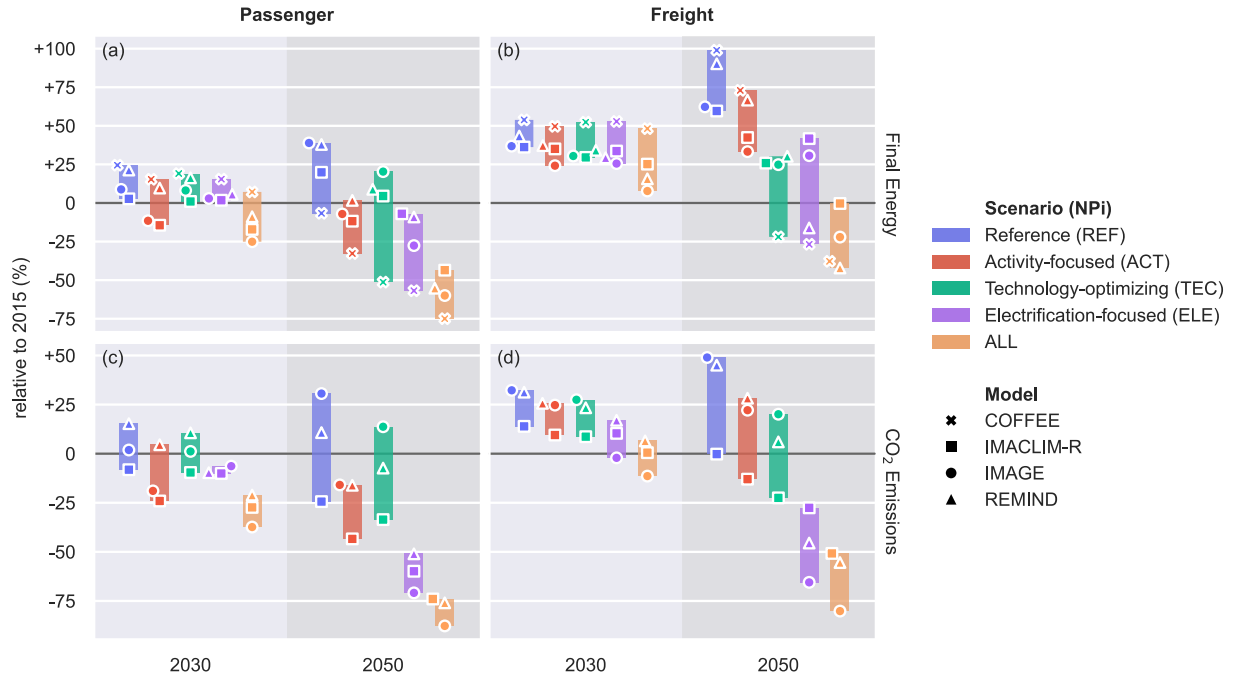 Passenger
Freight
(a)
(b)
+100
+75
+50
+25
0
-25
-50
-75
Final Energy
(c)
(d)
+50
+25
0
-25
-50
-75
CO₂ Emissions
relative to 2015 (%)
2030
2050
2030
2050
Scenario (NPi)
Reference (REF)
Activity-focused (ACT)
Technology-optimizing (TEC)
Electrification-focused (ELE)
ALL
Model
COFFEE
IMACLIM-R
IMAGE
REMIND